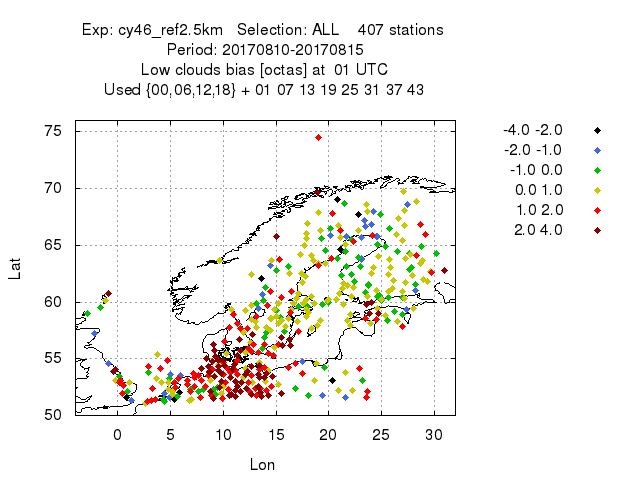 Exp: cy46_ref2.5km   Selection: ALL    407 stations
Period: 20170810-20170815
Low clouds bias [octas] at  01 UTC
Used {00,06,12,18} + 01 07 13 19 25 31 37 43
75
70
65
60
55
50
Lat
0 5 10 15 20 25 30
Lon
-4.0 -2.0
-2.0 -1.0
-1.0 0.0
0.0 1.0
1.0 2.0
2.0 4.0